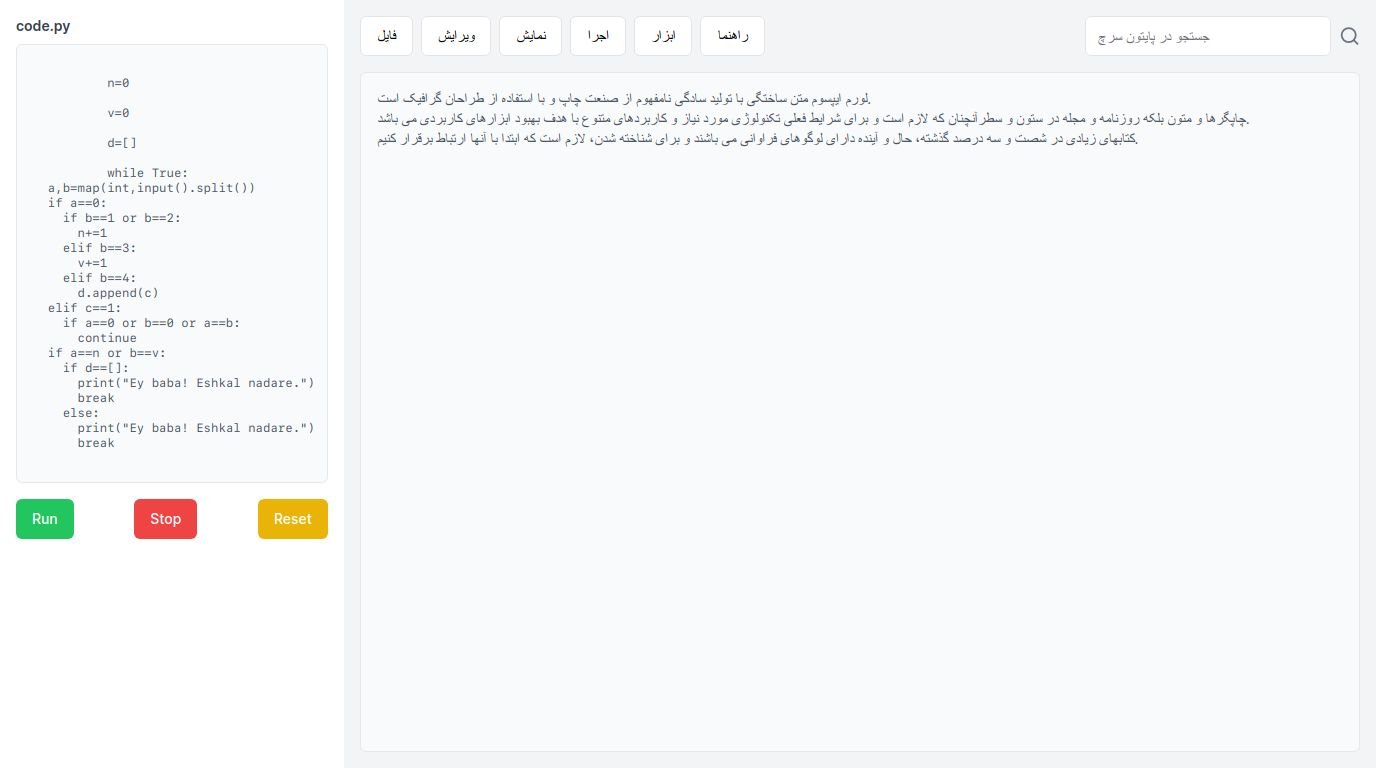 code.py
n=0
v=0
d=[]
while True:
a,b=map(int,input().split())
if a==0:
if b==1 or b==2:
n+=1
elif b==3:
v+=1
elif b==4:
d.append(c)
elif c==1:
if a==0 or b==0 or a==b:
continue
if a==n or b==v:
if d==[]:
print("Ey baba! Eshkal nadare.")
break
else:
print("Ey baba! Eshkal nadare.")
break
Run
Stop
Reset
فایل
ویرایش
نمایش
اجرا
ابزار
راهنما
جستجو در پایتون سرچ
لورم ایپسوم متن ساختگی با تولید سادگی نامفهوم از صنعت چاپ و با استفاده از طراحان گرافیک است.
چاپگرها و متون بلکه روزنامه و مجله در ستون و سطرآنچنان که لازم است و برای شرایط فعلی تکنولوژی مورد نیاز و کاربردهای متنوع با هدف بهبود ابزارهای کاربردی می باشد.
کتابهای زیادی در شصت و سه درصد گذشته، حال و آینده دارای لوگوهای فراوانی می باشند و برای شناخته شدن، لازم است که ابتدا با آنها ارتباط برقرار کنیم.